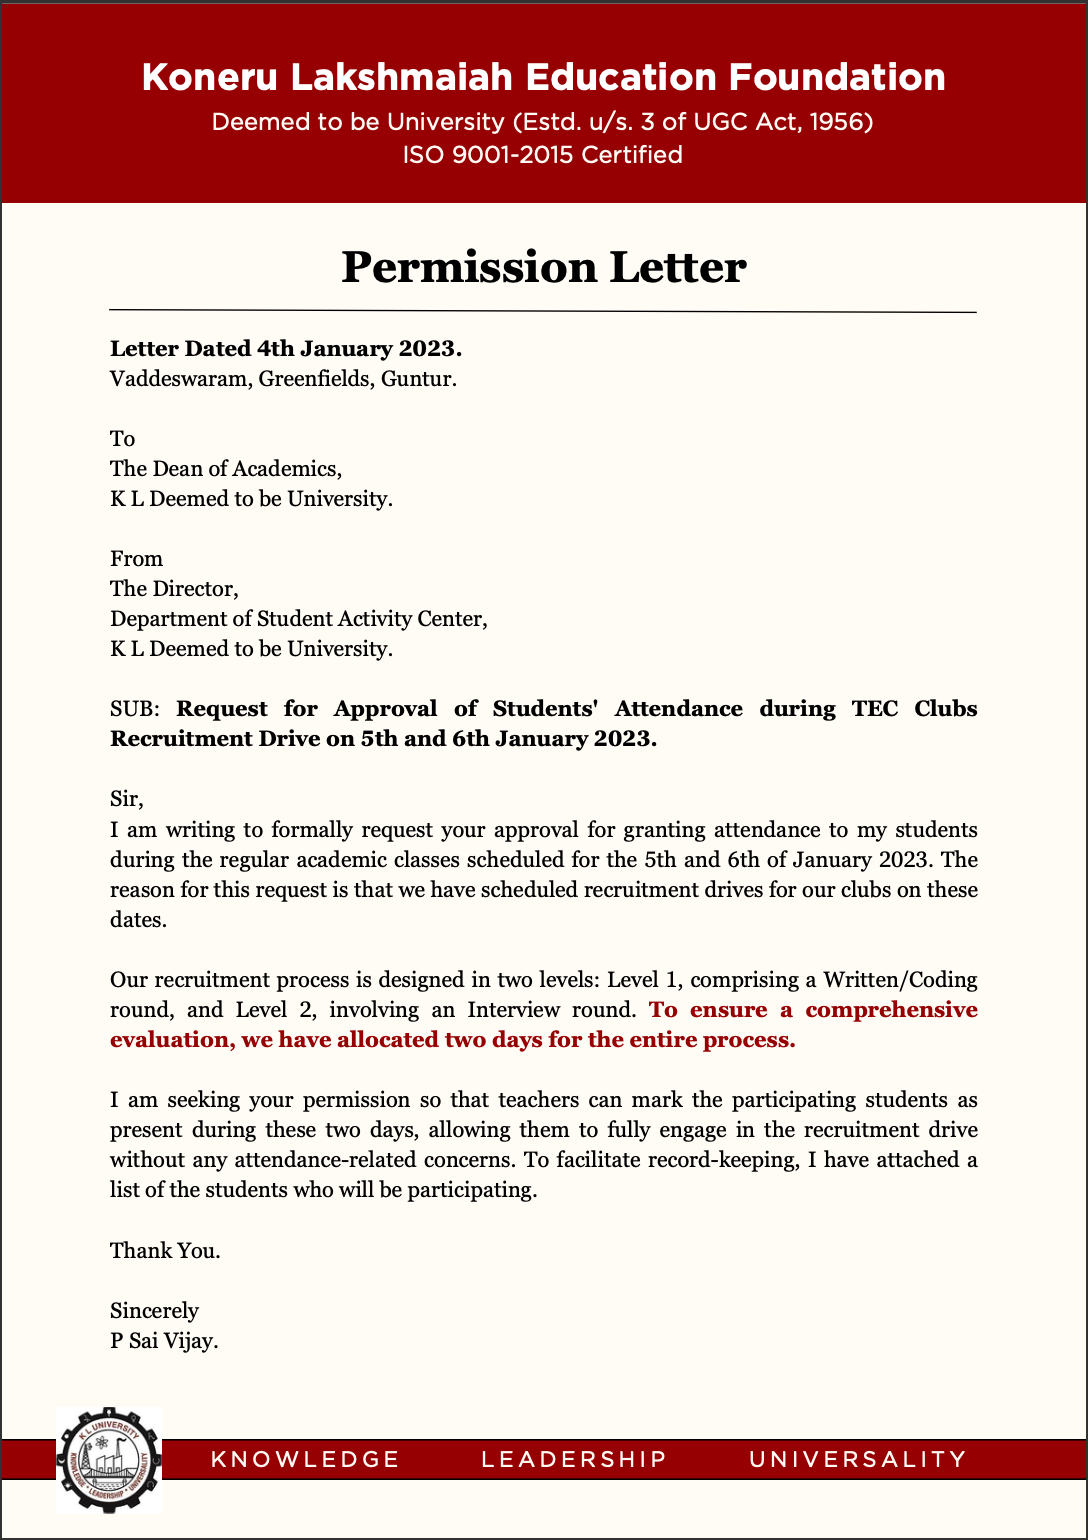 Koneru Lakshmaiah Education Foundation
Deemed to be University (Estd. u/s. 3 of UGC Act, 1956)
ISO 9001-2015 Certified
Permission Letter
Letter Dated 4th January 2023.
Vaddeswaram, Greenfields, Guntur.
To
The Dean of Academics,
K L Deemed to be University.
From
The Director,
Department of Student Activity Center,
K L Deemed to be University.
SUB: Request for Approval of Students' Attendance during TEC Clubs
Recruitment Drive on 5th and 6th January 2023.
Sir,
I am writing to formally request your approval for granting attendance to my students
during the regular academic classes scheduled for the 5th and 6th of January 2023. The
reason for this request is that we have scheduled recruitment drives for our clubs on these
dates.
Our recruitment process is designed in two levels: Level 1, comprising a Written/Coding
round, and Level 2, involving an Interview round. To ensure a comprehensive
evaluation, we have allocated two days for the entire process.
I am seeking your permission so that teachers can mark the participating students as
present during these two days, allowing them to fully engage in the recruitment drive
without any attendance-related concerns. To facilitate record-keeping, I have attached a
list of the students who will be participating.
Thank You.
Sincerely
P Sai Vijay.
K L UNIVERSITY
KNOWLEDGE * LEADERSHIP * UNIVERSALITY
KNOWLEDGE LEADERSHIP UNIVERSALITY